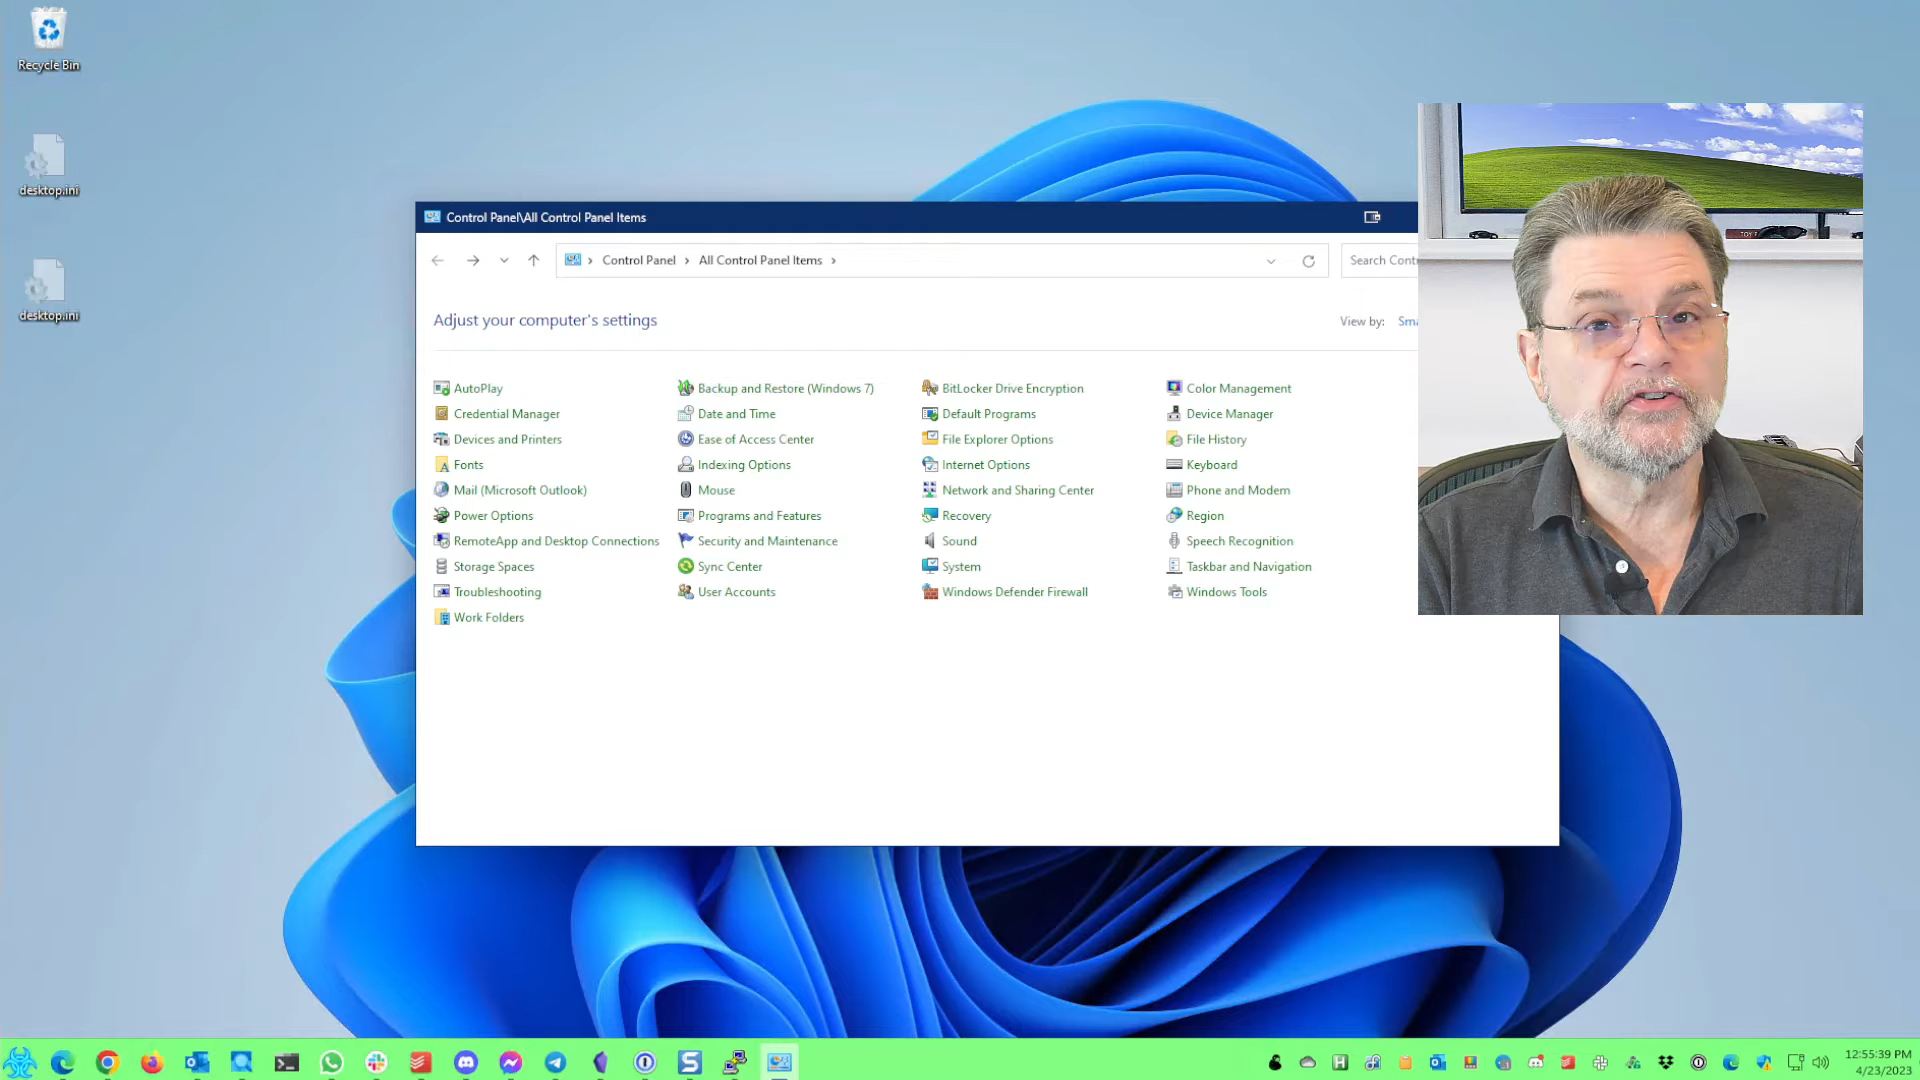 Recycle Bin
desktop.ini
desktop.ini
Control Panel\All Control Panel Items
Control Panel
All Control Panel Items
Search Cont
Adjust your computer's settings
View by:
Sma
AutoPlay
Backup and Restore (Windows 7)
BitLocker Drive Encryption
Color Management
Credential Manager
Date and Time
Default Programs
Device Manager
Devices and Printers
Ease of Access Center
File Explorer Options
File History
Fonts
Indexing Options
Internet Options
Keyboard
Mail (Microsoft Outlook)
Mouse
Network and Sharing Center
Phone and Modem
Power Options
Programs and Features
Recovery
Region
RemoteApp and Desktop Connections
Security and Maintenance
Sound
Speech Recognition
Storage Spaces
Sync Center
System
Taskbar and Navigation
Troubleshooting
User Accounts
Windows Defender Firewall
Windows Tools
Work Folders
12:55:39 PM
4/23/2023